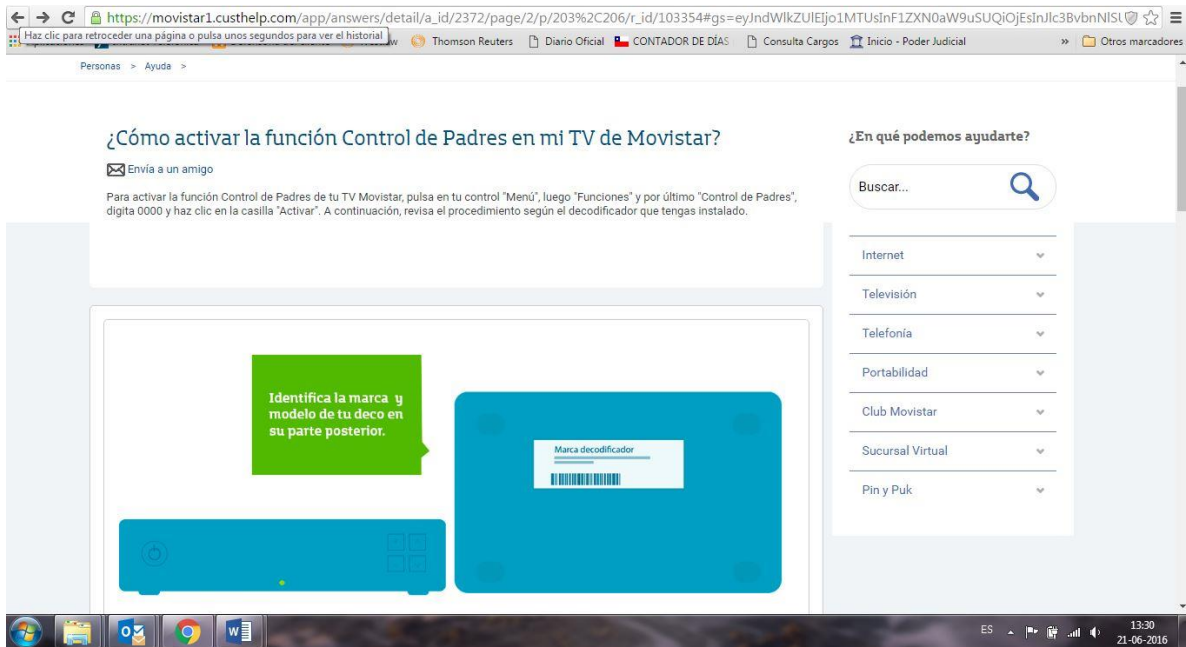 https://movistar1.custhelp.com/app/answers/detail/a_id/2372/page/2/p/203%2C206/r_id/103354#gs=eyJndWlkZUlEIjo1MTUsInF1ZXN0aW9uSUQiOjEsInJlc3BvbnNlSU
Haz clic para retroceder una página o pulsa unos segundos para ver el historial
Thomson Reuters Diario Oficial CONTADOR DE DÍAS Consulta Cargos Inicio - Poder Judicial » Otros marcadores
Personas > Ayuda >
¿Cómo activar la función Control de Padres en mi TV de Movistar?
Envía a un amigo
Para activar la función Control de Padres de tu TV Movistar, pulsa en tu control "Menú", luego "Funciones" y por último "Control de Padres",
digita 0000 y haz clic en la casilla "Activar". A continuación, revisa el procedimiento según el decodificador que tengas instalado.
¿En qué podemos ayudarte?
Buscar...
Internet
Televisión
Telefonía
Portabilidad
Club Movistar
Sucursal Virtual
Pin y Puk
Identifica la marca y
modelo de tu deco en
su parte posterior.
Marca decodificador
ES
13:30
21-06-2016